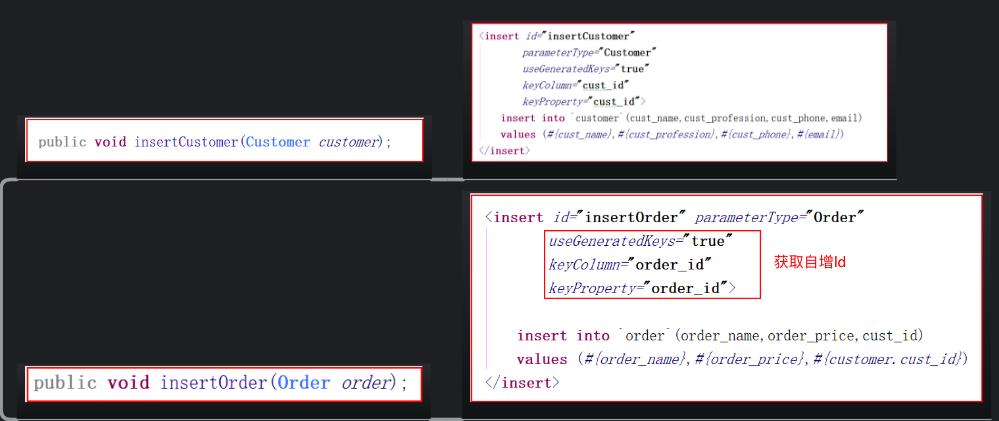 public void insertCustomer(Customer customer);
<insert id="insertCustomer"
parameterType="Customer"
useGeneratedKeys="true"
keyColumn="cust_id"
keyProperty="cust_id">
insert into `customer`(cust_name,cust_profession,cust_phone,email)
values (#{cust_name},#{cust_profession},#{cust_phone},#{email})
</insert>
public void insertOrder(Order order);
<insert id="insertOrder" parameterType="Order"
useGeneratedKeys="true"
keyColumn="order_id"
keyProperty="order_id">
获取自增Id
insert into `order`(order_name,order_price,cust_id)
values (#{order_name},#{order_price},#{customer.cust_id})
</insert>